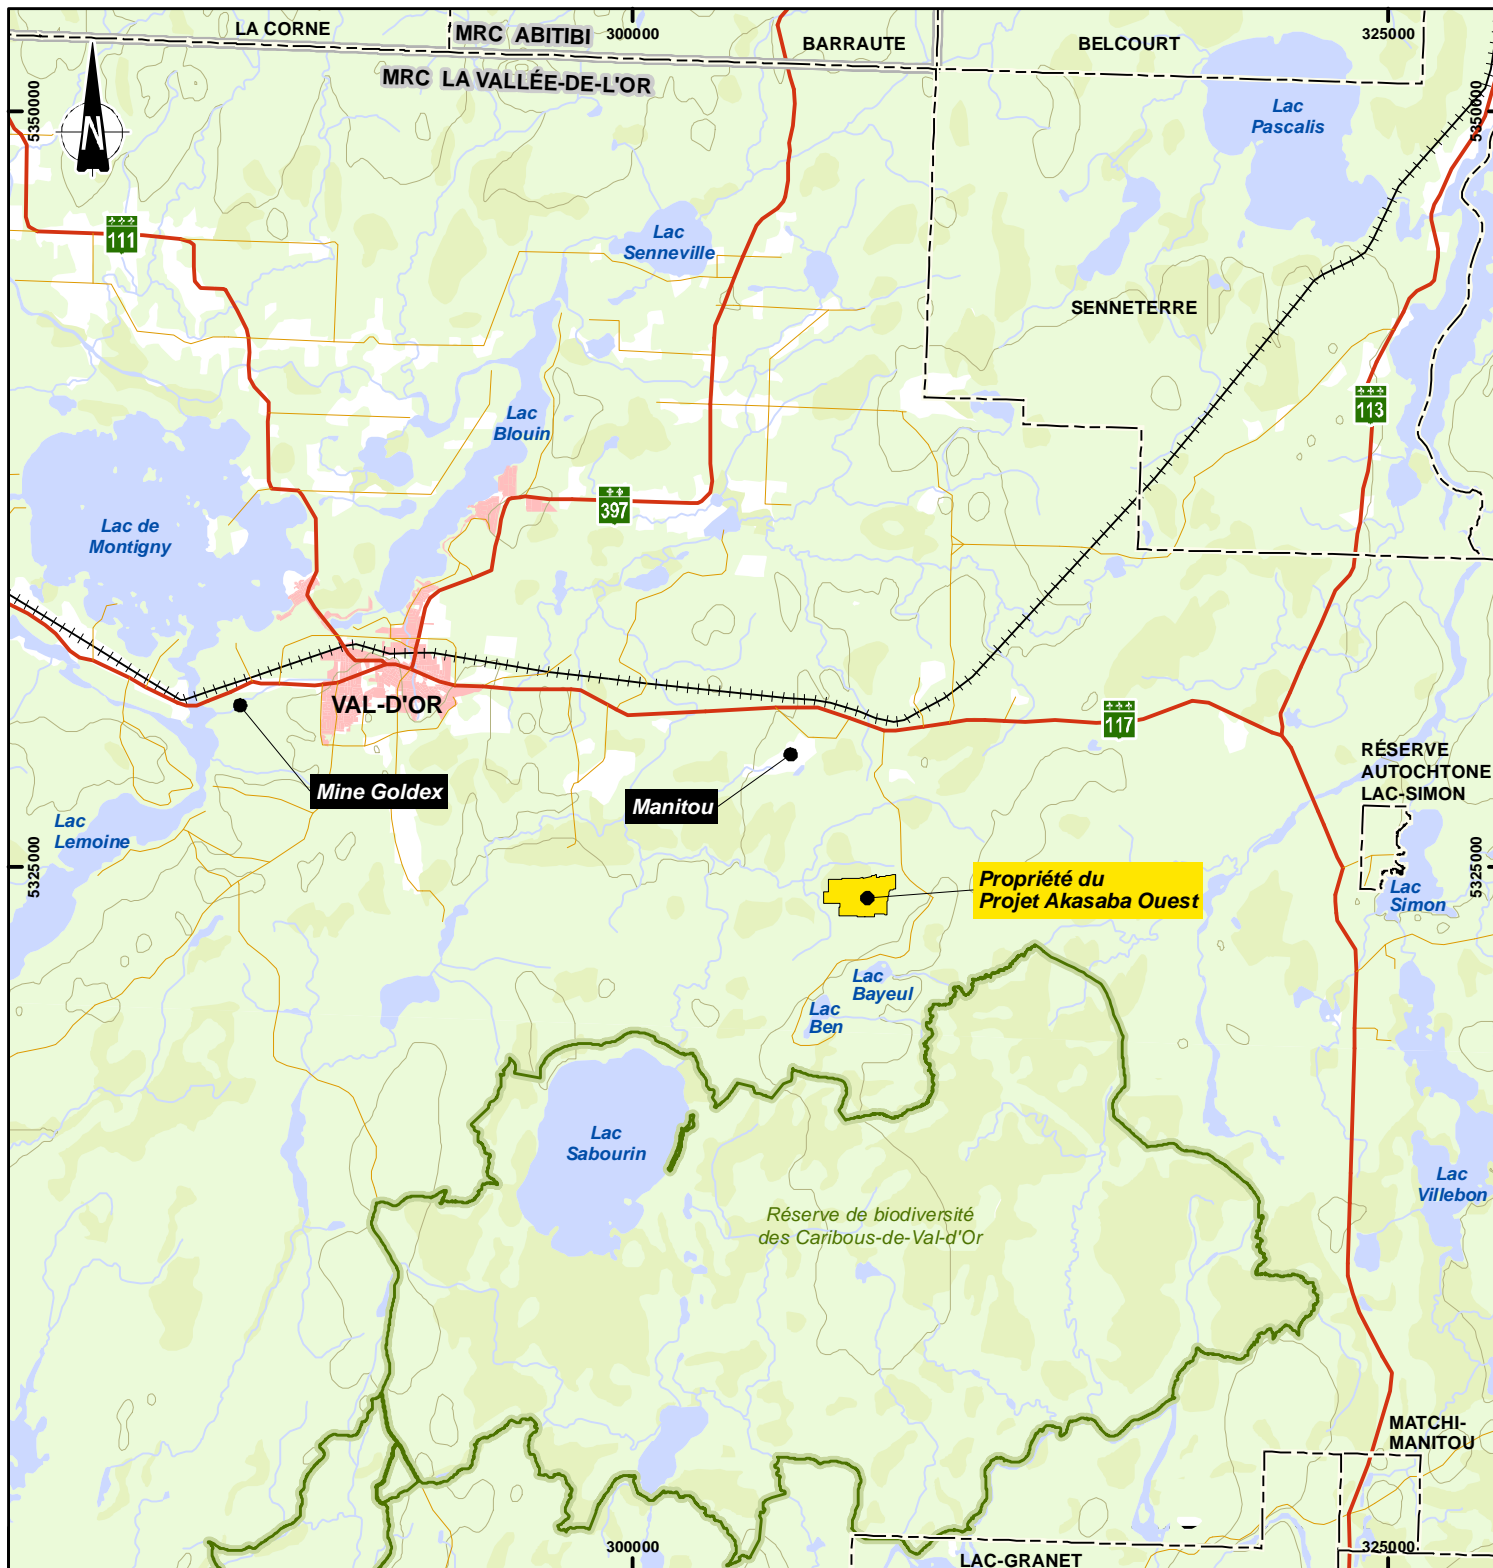 LA CORNE
MRC ABITIBI
300000
BARRAUTE
BELCOURT
325000
MRC LA VALLÉE-DE-L'OR
5350000
N
Lac
Pascalis
5350000
111
Lac
Senneville
SENNETERRE
113
Lac
Blouin
397
Lac de
Montigny
VAL-D'OR
117
RÉSERVE
AUTOCHTONE
LAC-SIMON
Mine Goldex
Manitou
Lac
Lemoine
5325000
5325000
Propriété du
Projet Akasaba Ouest
Lac
Simon
Lac
Bayeul
Lac
Ben
Lac
Sabourin
Lac
Villebon
Réserve de biodiversité
des Caribous-de-Val-d'Or
MATCHI-
MANITOU
300000
LAC-GRANET
325000